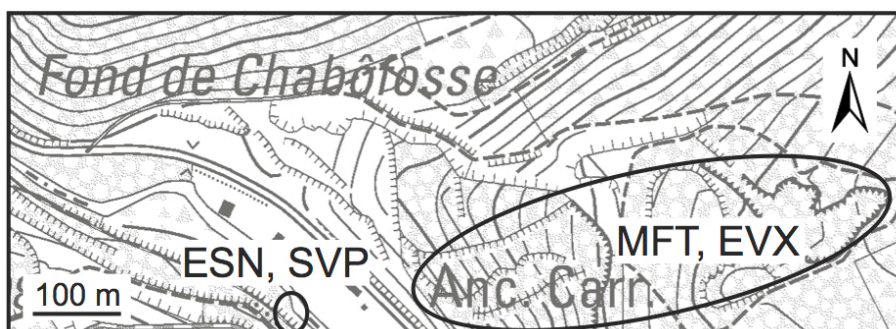 Fond de Chabôfosse
N
MFT, EVX
ESN, SVP
Anc. Carr.
100 m